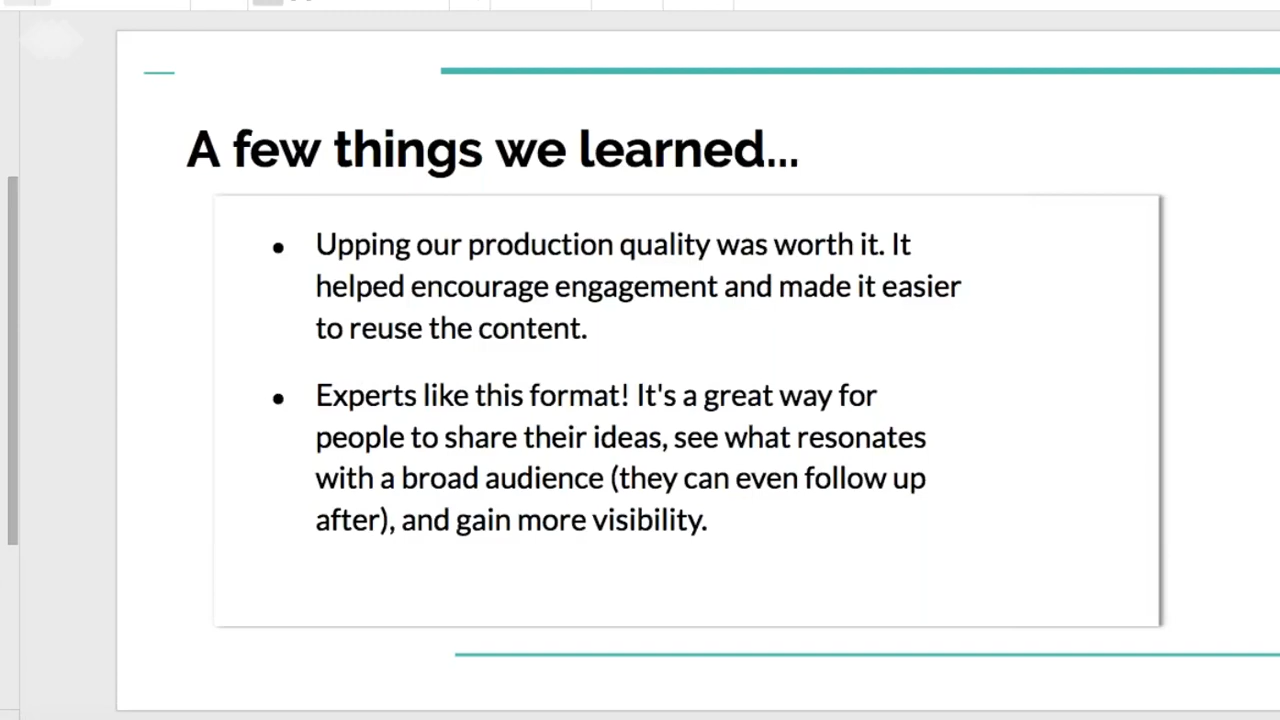 A few things we learned...
• Upping our production quality was worth it. It
helped encourage engagement and made it easier
to reuse the content.
• Experts like this format! It's a great way for
people to share their ideas, see what resonates
with a broad audience (they can even follow up
after), and gain more visibility.